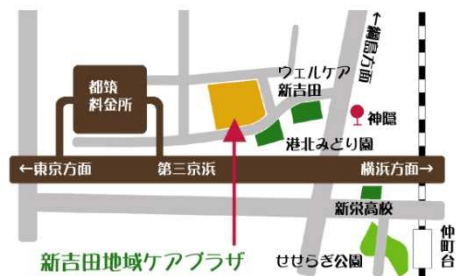 ←綱島方面
ウェルケア
新吉田
都筑
料金所
神隠
港北みどり園
←東京方面
第三京浜
横浜方面→
新栄高校
仲町台
新吉田地域ケアプラザ
せせらぎ公園